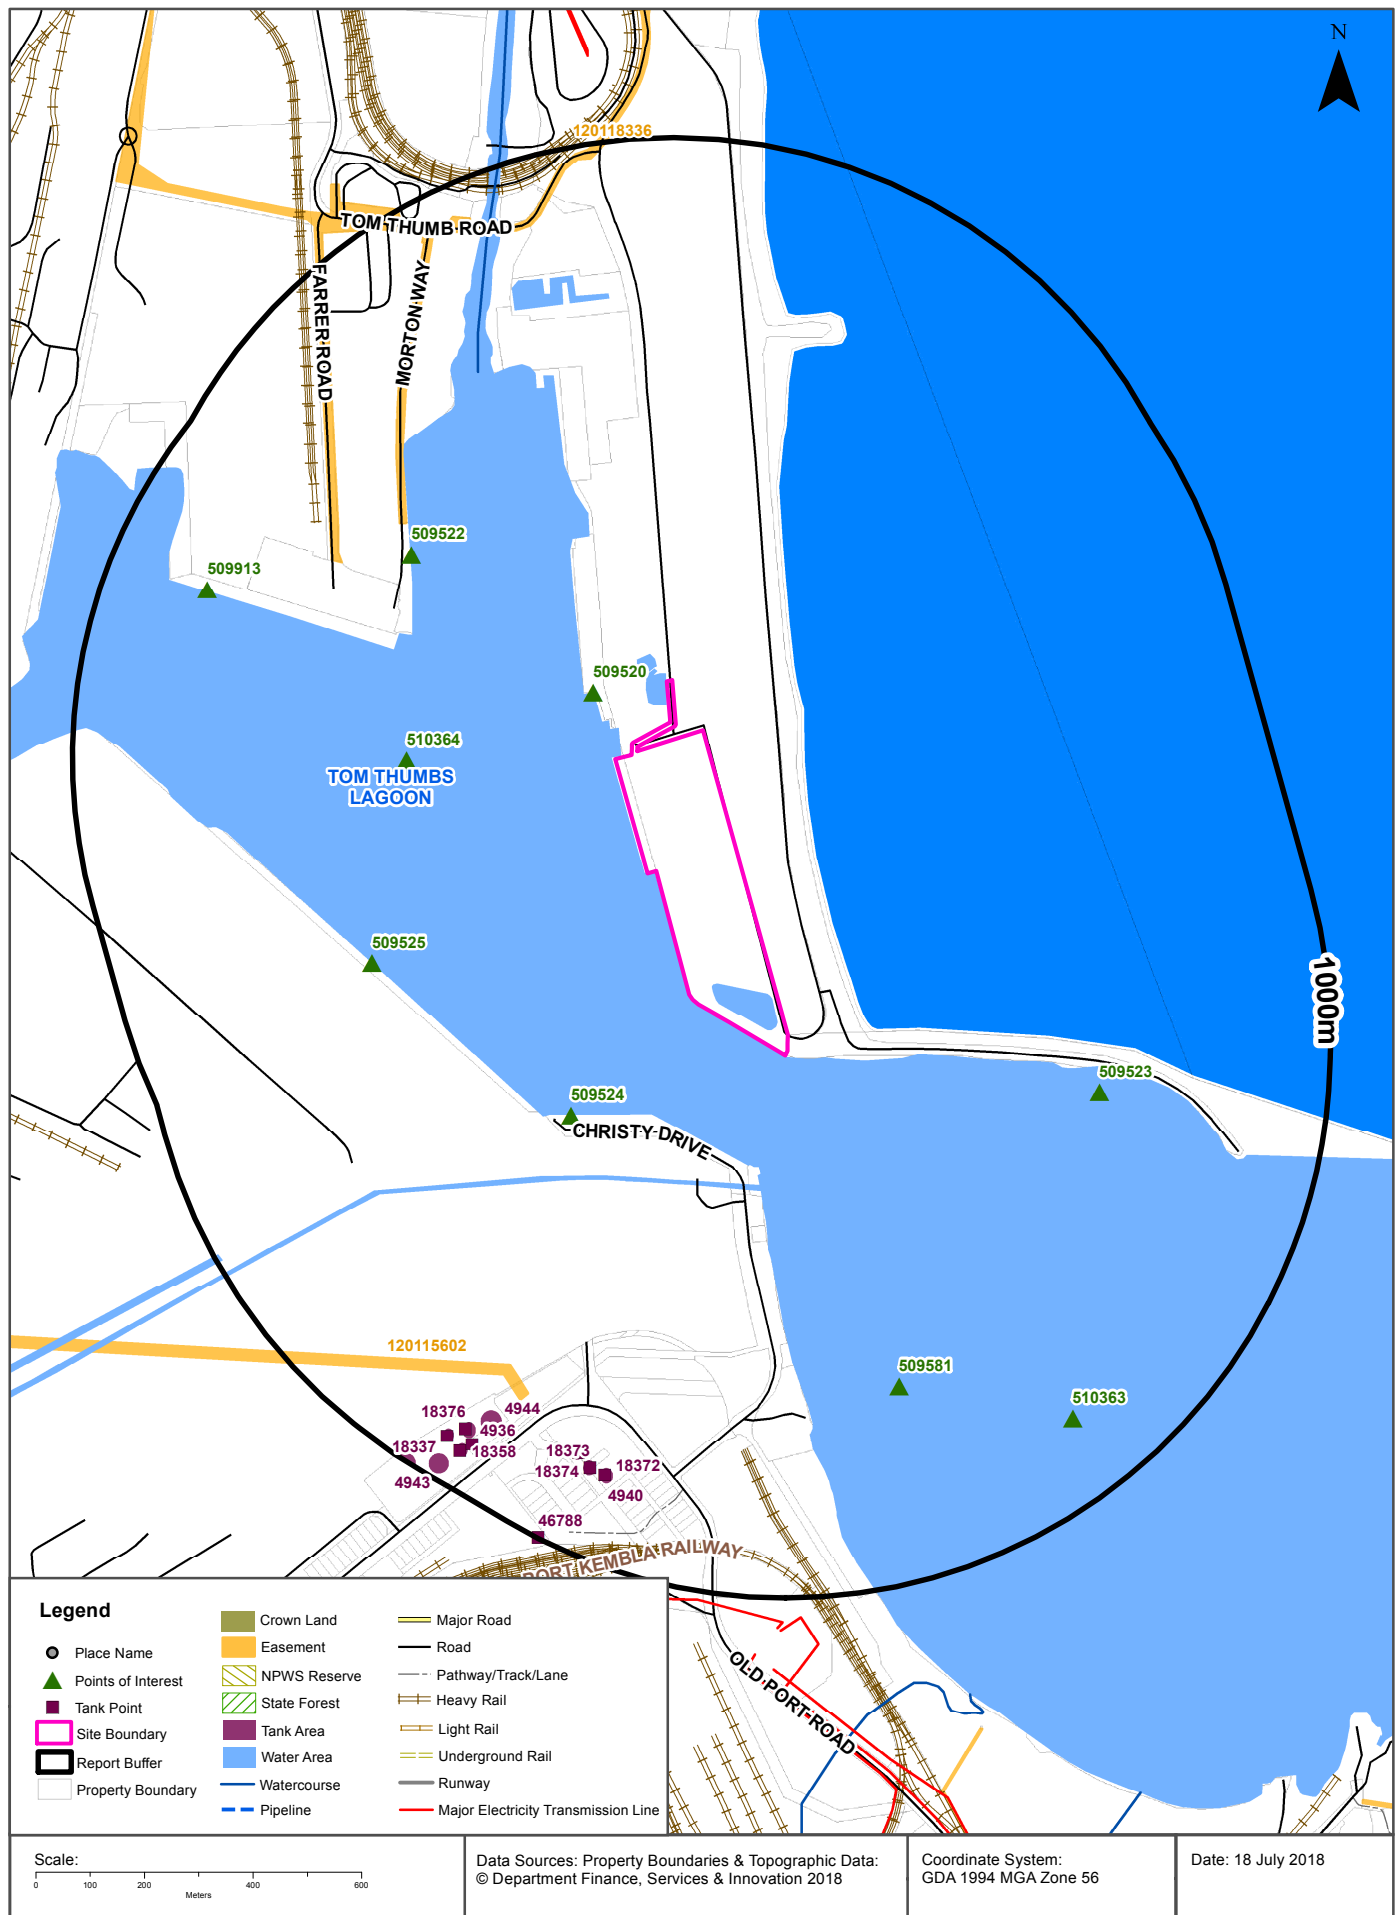 N
120118336
TOM THUMB ROAD
FARRER ROAD
MORTON WAY
509522
509913
509520
510364
TOM THUMBS
LAGOON
509525
1000m
509523
509524
CHRISTY DRIVE
120115602
509581
510363
4944
18376
4936
18337
18358
4943
18373
18372
18374
4940
46788
PORT KEMBLA RAILWAY
OLD PORT ROAD
Legend
Place Name
Points of Interest
Tank Point
Site Boundary
Report Buffer
Property Boundary
Crown Land
Easement
NPWS Reserve
State Forest
Tank Area
Water Area
Watercourse
Pipeline
Major Road
Road
Pathway/Track/Lane
Heavy Rail
Light Rail
Underground Rail
Runway
Major Electricity Transmission Line
Scale:
0 100 200 400 600
Meters
Data Sources: Property Boundaries & Topographic Data:
© Department Finance, Services & Innovation 2018
Coordinate System:
GDA 1994 MGA Zone 56
Date: 18 July 2018